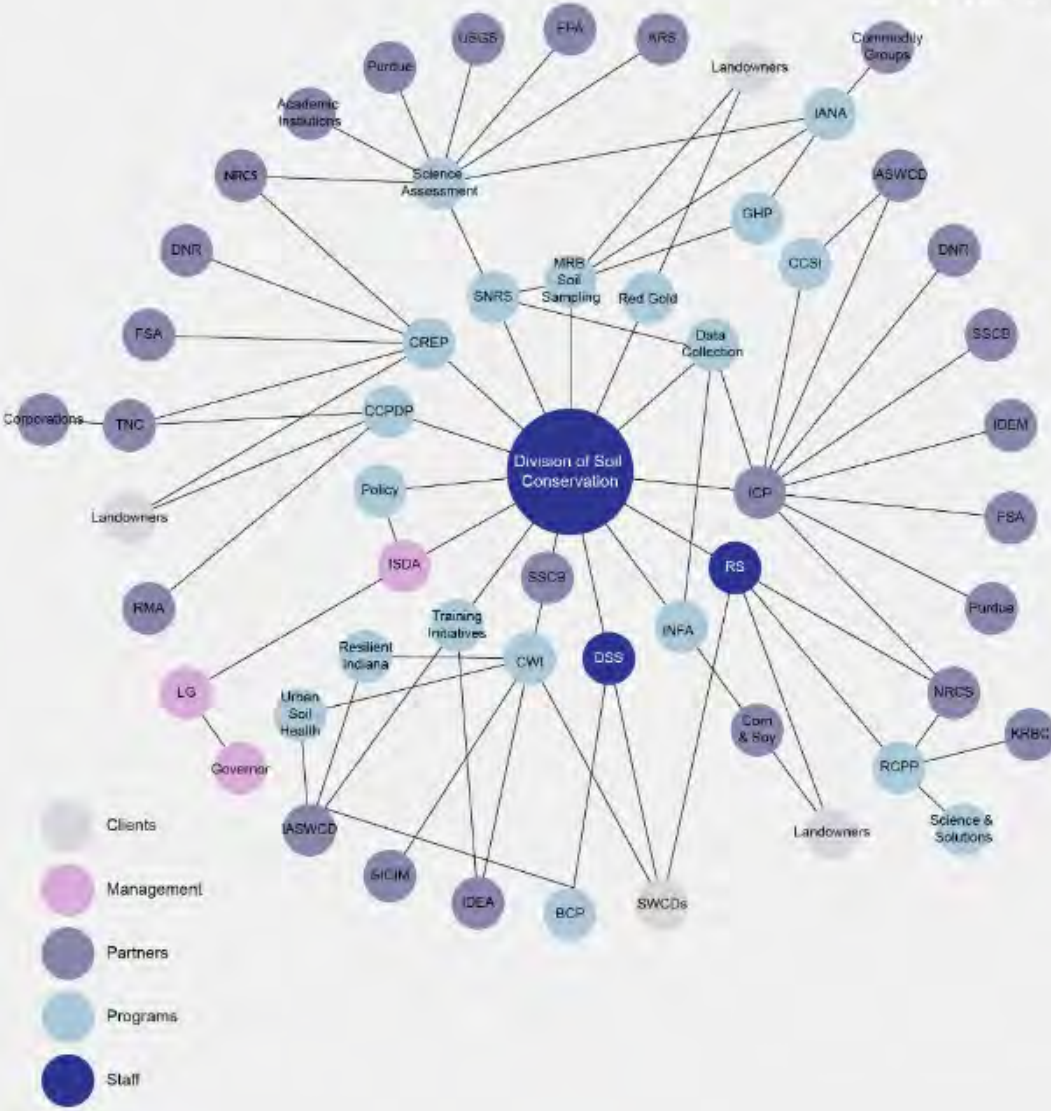 USGS
EPA
KRS
Purdue
Landowners
Commodity
Groups
Academic
Institutions
IANA
NRCS
Science
Assessment
IASWCD
GHP
DNR
CCSI
DNR
MRB
Soil
Sampling
SNRS
Red Gold
FSA
CREP
Data
Collection
SSCB
Corporations
TNC
CCPDP
IDEM
Division of Soil
Conservation
Policy
ICP
Landowners
FSA
ISDA
SSCB
RS
RMA
Purdue
Training
Initiatives
INFA
Resilient
Indiana
CWI
DSS
LG
Urban
Soil
Health
NRCS
Corn
& Soy
KRBC
Governor
RCPP
Clients
IASWCD
Landowners
Science &
Solutions
Management
SICIM
IDEA
BCP
SWCDs
Partners
Programs
Staff